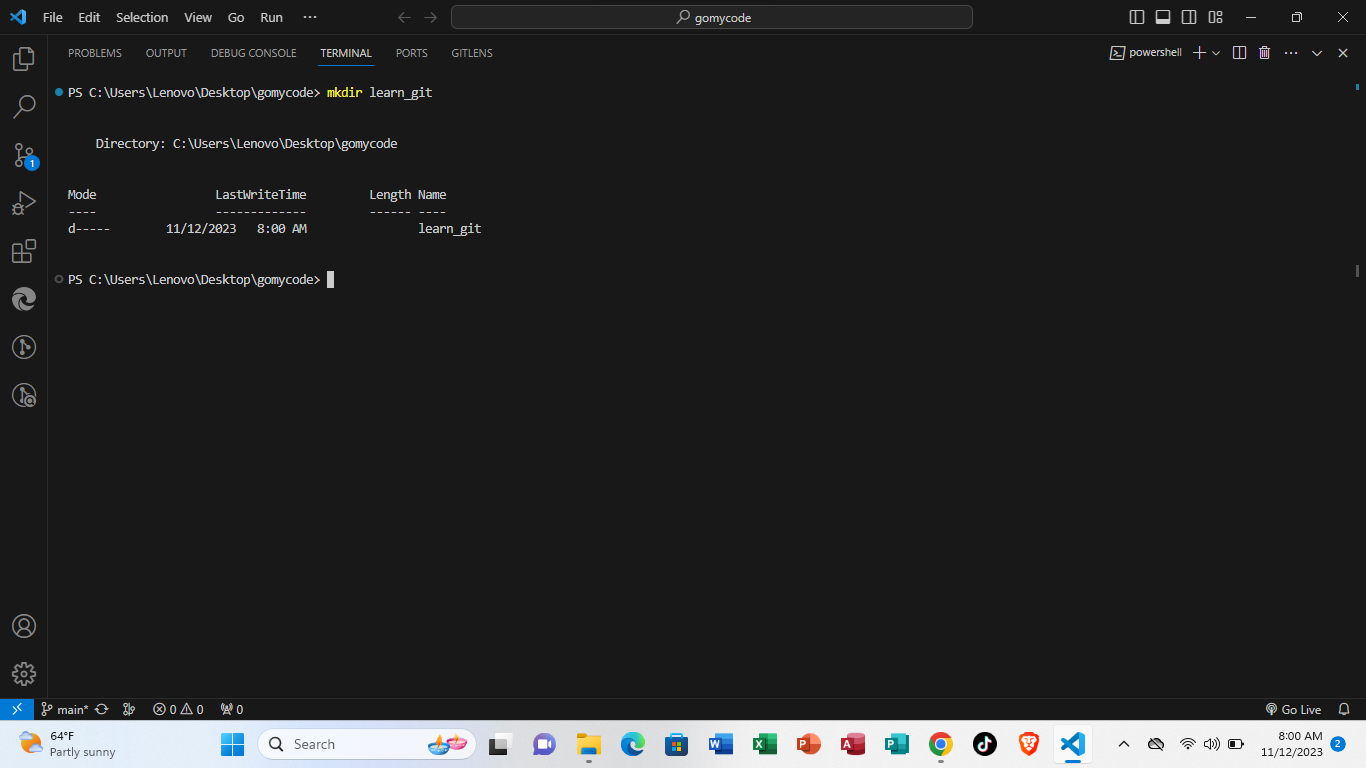 File Edit Selection View Go Run ···
gomycode
PROBLEMS OUTPUT DEBUG CONSOLE TERMINAL PORTS GITLENS
powershell
PS C:\Users\Lenovo\Desktop\gomycode> mkdir learn_git
Directory: C:\Users\Lenovo\Desktop\gomycode
Mode LastWriteTime Length Name
---- ------------- ------ ----
d----- 11/12/2023 8:00 AM learn_git
PS C:\Users\Lenovo\Desktop\gomycode>
1
main* 0 0 0
Go Live
64°F
Partly sunny
Search
8:00 AM
11/12/2023
2